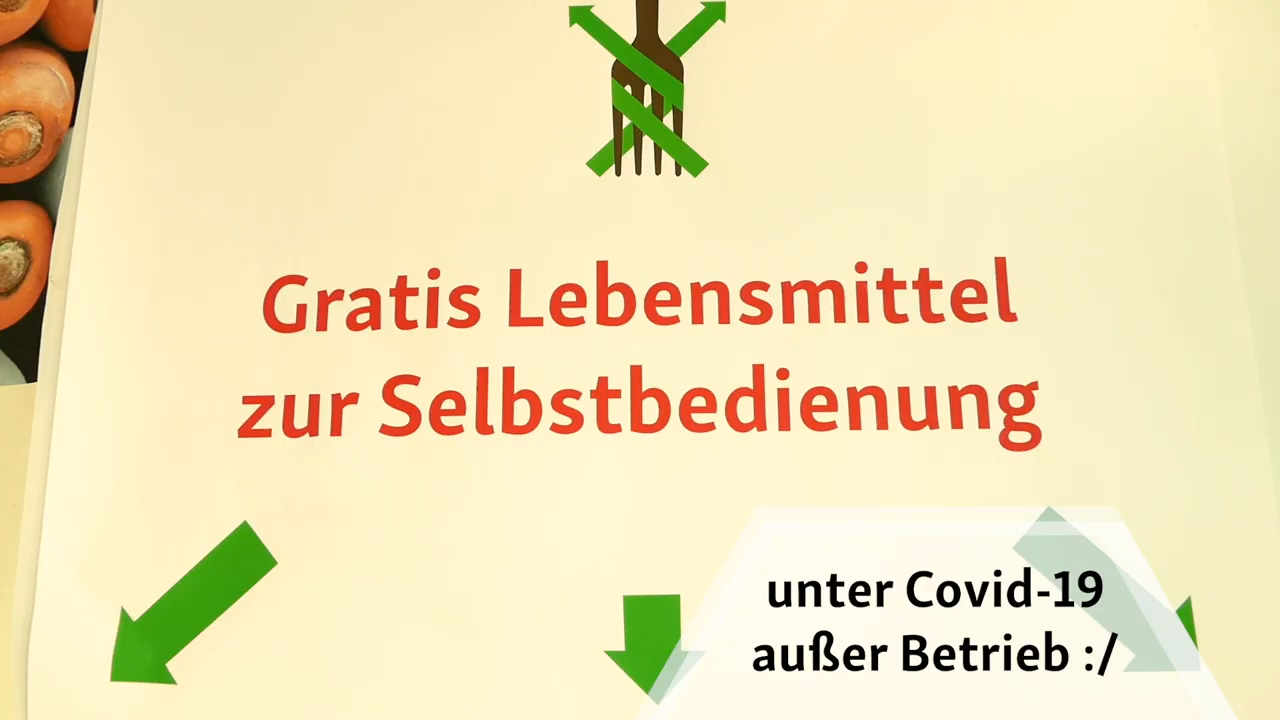 Gratis Lebensmittel
zur Selbstbedienung
unter Covid-19
außer Betrieb :/